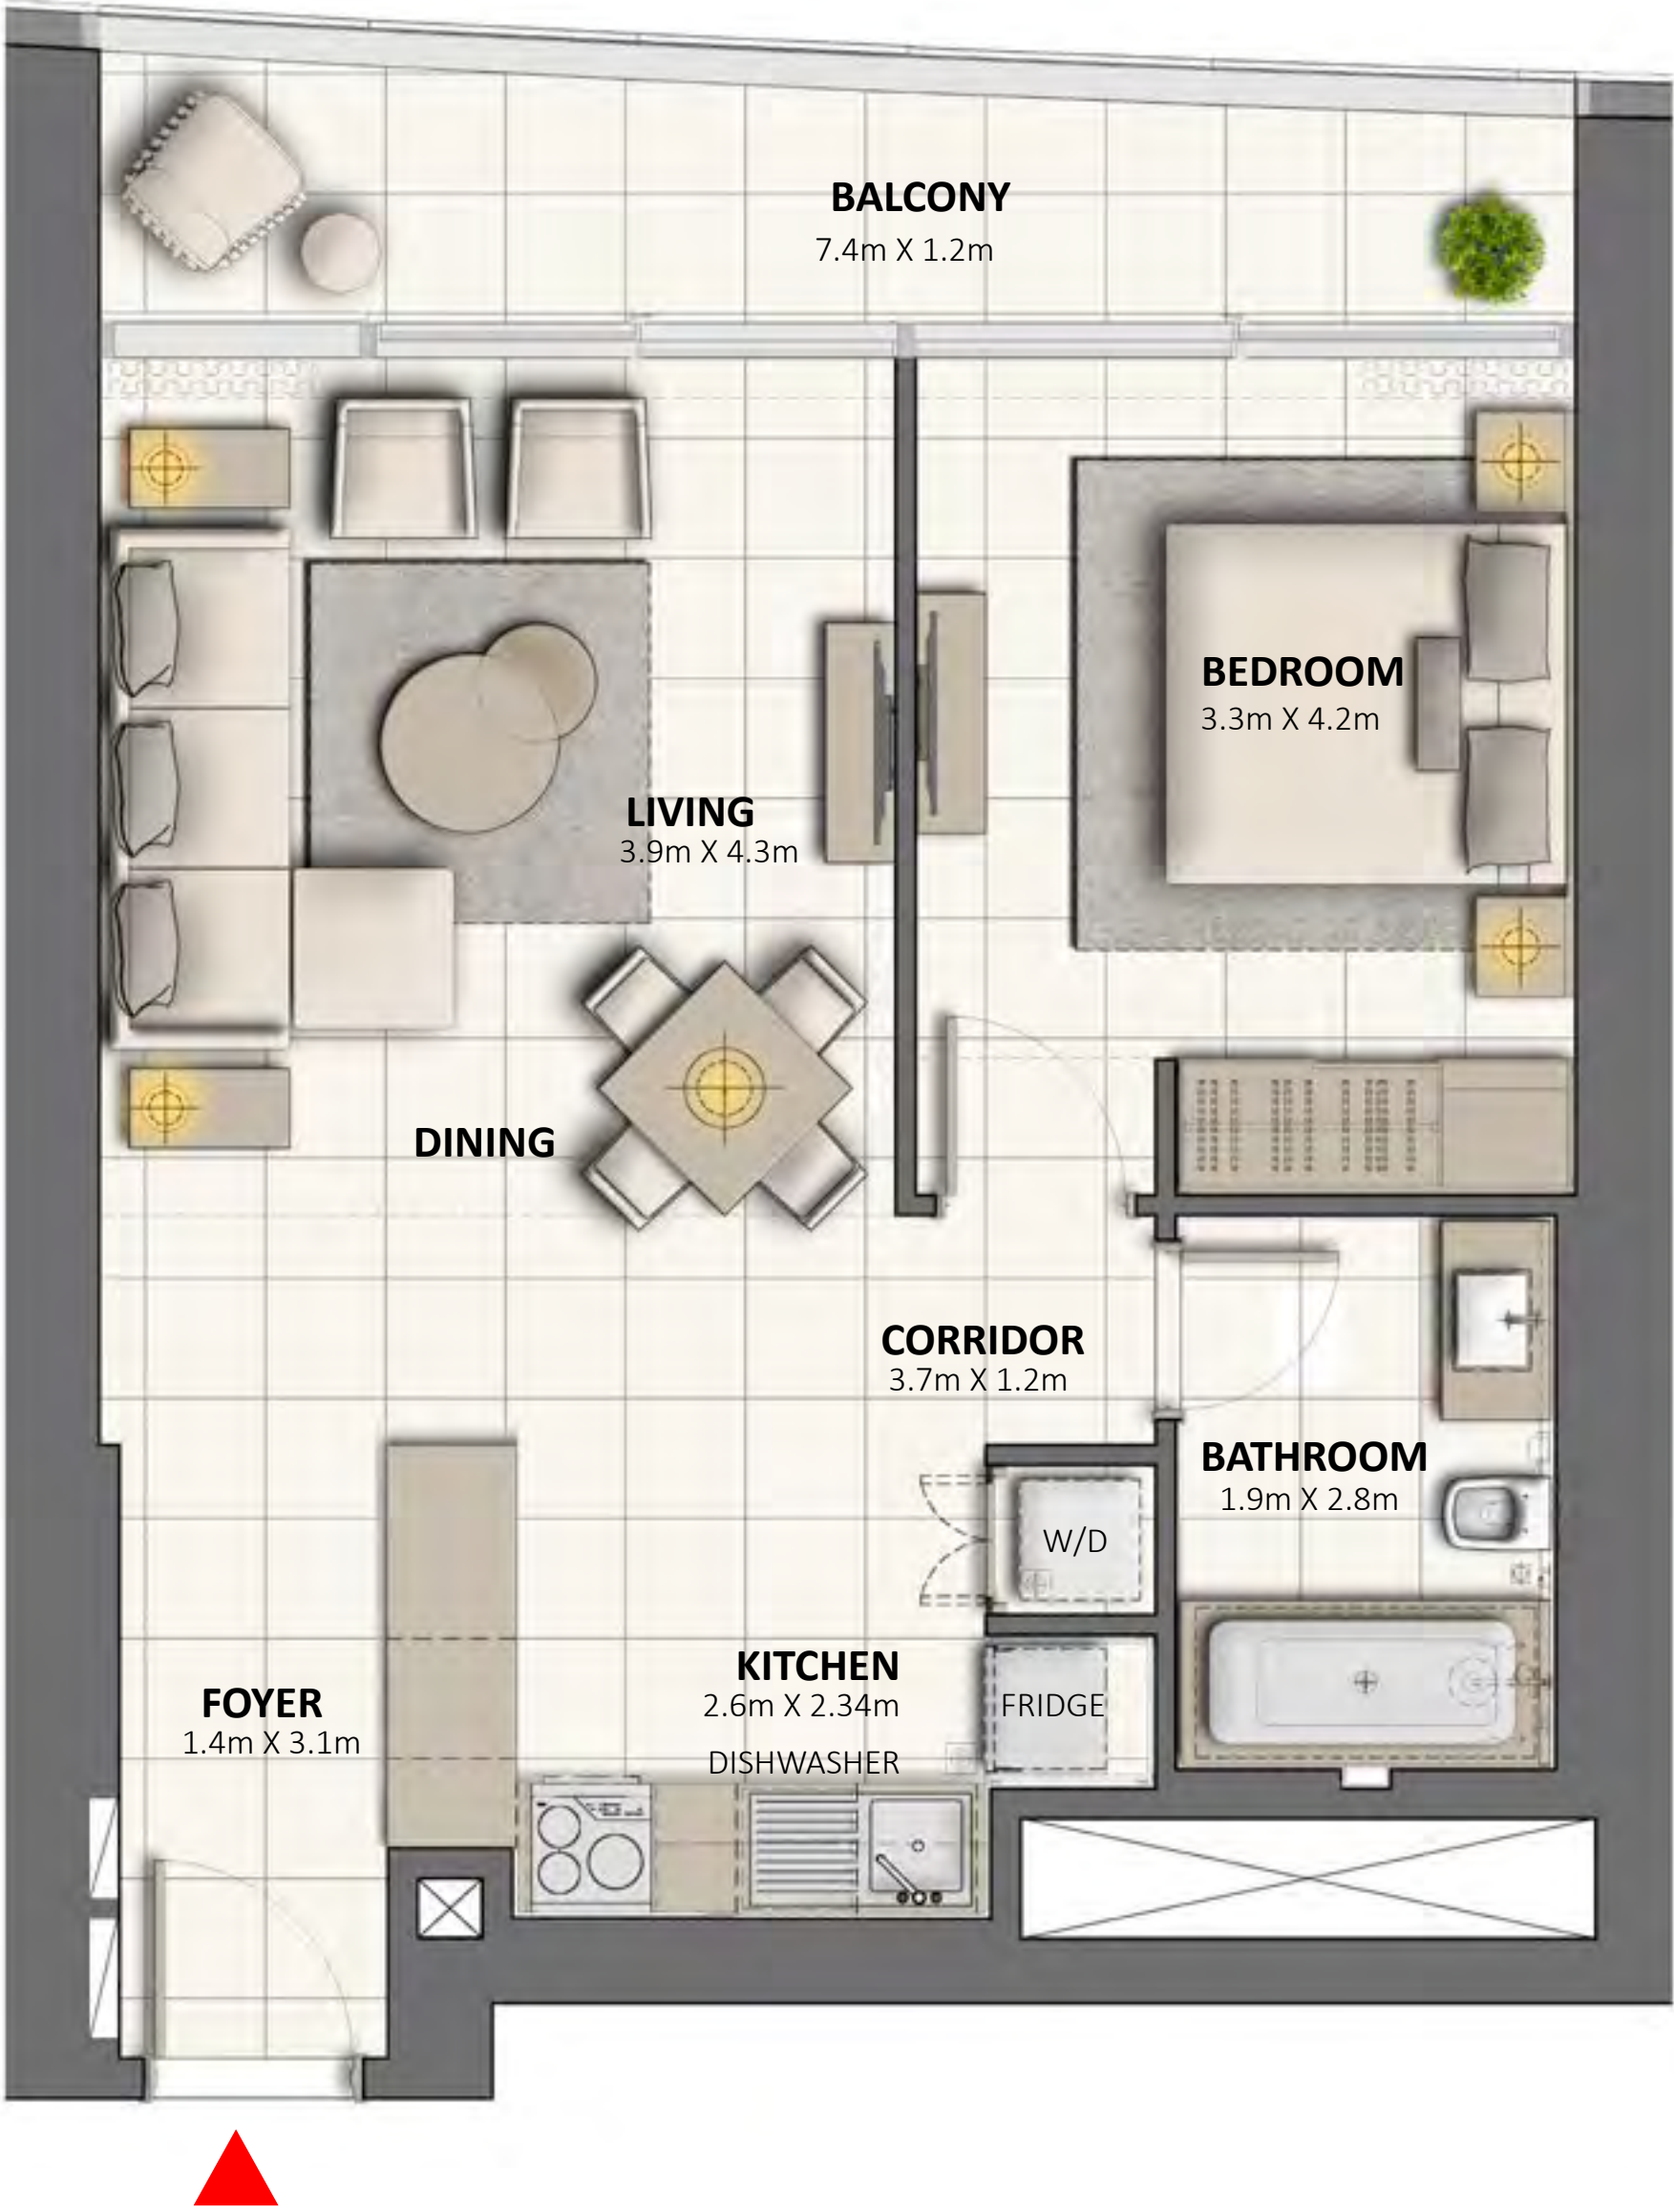 BALCONY
7.4m X 1.2m
BEDROOM
3.3m X 4.2m
LIVING
3.9m X 4.3m
DINING
CORRIDOR
3.7m X 1.2m
BATHROOM
1.9m X 2.8m
W/D
KITCHEN
2.6m X 2.34m
FRIDGE
FOYER
1.4m X 3.1m
DISHWASHER